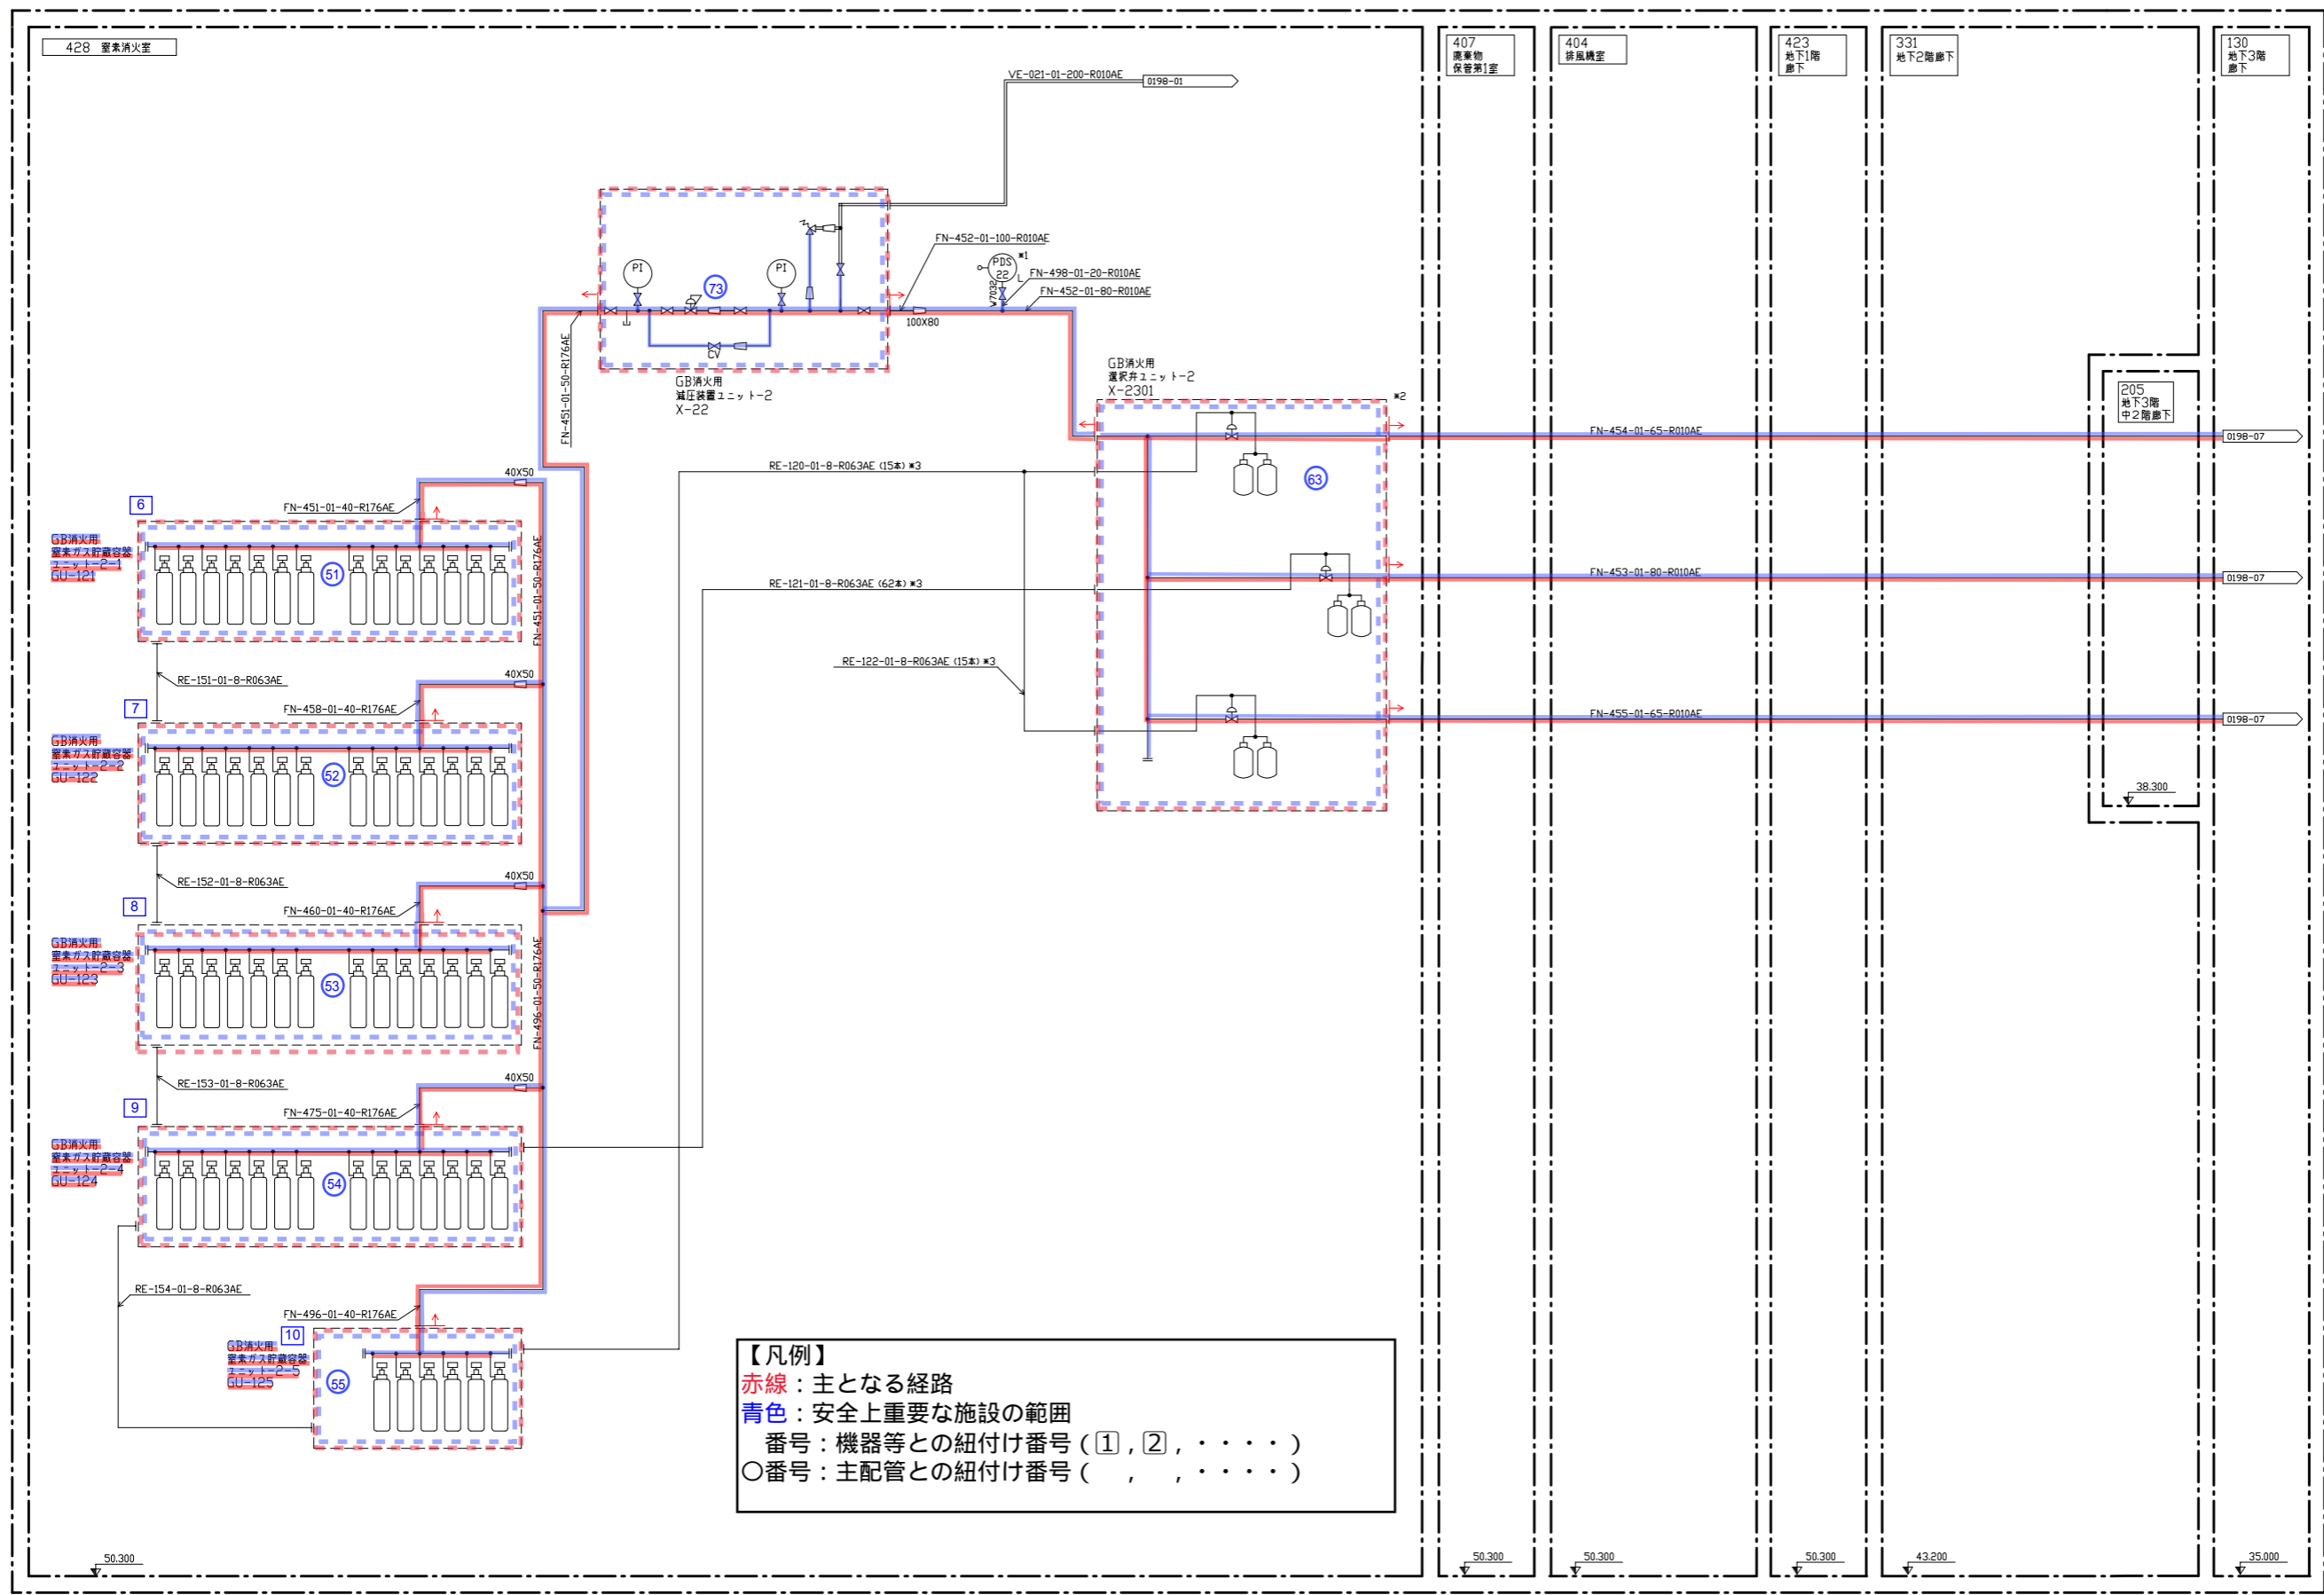 428 窒素消火室
407
廃棄物
保管第1室
404
排風機室
423
地下1階
廊下
331
地下2階廊下
130
地下3階
廊下
VE-021-01-200-R010AE
0198-01
FN-452-01-100-R010AE
PI
PI
73
PDS
22
※1
L
V7032
FN-498-01-20-R010AE
FN-452-01-80-R010AE
100X80
CV
FN-451-01-50-R176AE
GB消火用
減圧装置ユニット-2
X-22
GB消火用
選択弁ユニット-2
X-2301
※2
205
地下3階
中2階廊下
FN-454-01-65-R010AE
0198-07
RE-120-01-8-R063AE (15本) ※3
63
40X50
6
FN-451-01-40-R176AE
GB消火用
窒素ガス貯蔵容器
ユニット-2-1
GU-121
51
FN-451-01-50-R176AE
RE-121-01-8-R063AE (62本) ※3
FN-453-01-80-R010AE
0198-07
RE-122-01-8-R063AE (15本) ※3
RE-151-01-8-R063AE
40X50
7
FN-458-01-40-R176AE
FN-455-01-65-R010AE
0198-07
GB消火用
窒素ガス貯蔵容器
ユニット-2-2
GU-122
52
38.300
RE-152-01-8-R063AE
40X50
8
FN-460-01-40-R176AE
GB消火用
窒素ガス貯蔵容器
ユニット-2-3
GU-123
53
FN-496-01-50-R176AE
RE-153-01-8-R063AE
40X50
9
FN-475-01-40-R176AE
GB消火用
窒素ガス貯蔵容器
ユニット-2-4
GU-124
54
RE-154-01-8-R063AE
FN-496-01-40-R176AE
10
GB消火用
窒素ガス貯蔵容器
ユニット-2-5
GU-125
55
【凡例】
赤線：主となる経路
青色：安全上重要な施設の範囲
番号：機器等との紐付け番号(1,2,・・・・)
○番号：主配管との紐付け番号( , ,・・・・)
50.300
50.300
50.300
50.300
43.200
35.000